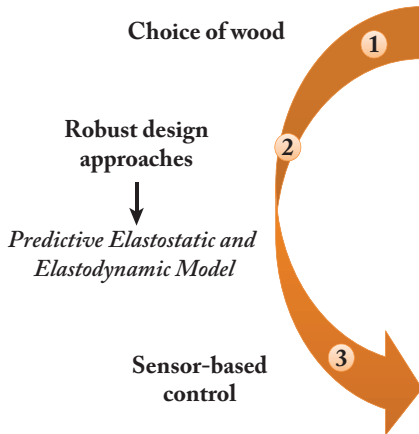 Choice of wood
1
Robust design
approaches
2
Predictive Elastostatic and
Elastodynamic Model
Sensor-based
control
3